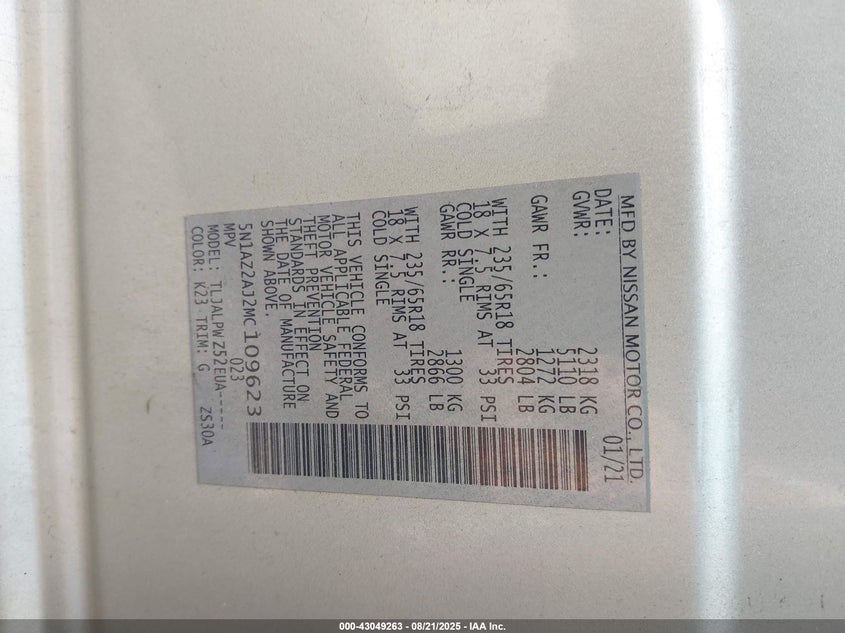 MFD BY NISSAN MOTOR CO., LTD.
DATE: 01/21
GVWR: 2318 KG
5110 LB
GAWR FR.: 1272 KG
2804 LB
WITH 235/65R18 TIRES
18 X 7.5 RIMS AT 33 PSI
COLD SINGLE
GAWR RR.: 1300 KG
2866 LB
WITH 235/65R18 TIRES
18 X 7.5 RIMS AT 33 PSI
COLD SINGLE
THIS VEHICLE CONFORMS TO
ALL APPLICABLE FEDERAL
MOTOR VEHICLE SAFETY AND
THEFT PREVENTION
STANDARDS IN EFFECT ON
THE DATE OF MANUFACTURE
SHOWN ABOVE.
5N1AZ2AJ2MC109623
MPV 023
MODEL: TLJALPW Z52EUA-----
COLOR: K23 TRIM: G ZS30A
000-43049263 - 08/21/2025 - IAA Inc.